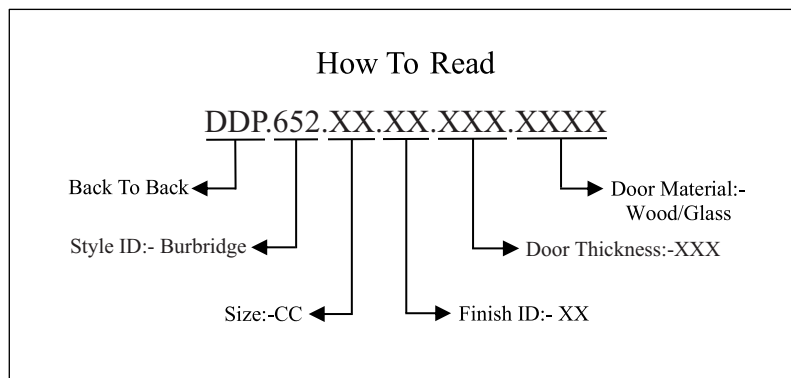 How To Read
DDP.652.XX.XX.XXX.XXXX
Back To Back
Door Material:-
Wood/Glass
Style ID:- Burbridge
Door Thickness:-XXX
Size:-CC
Finish ID:- XX